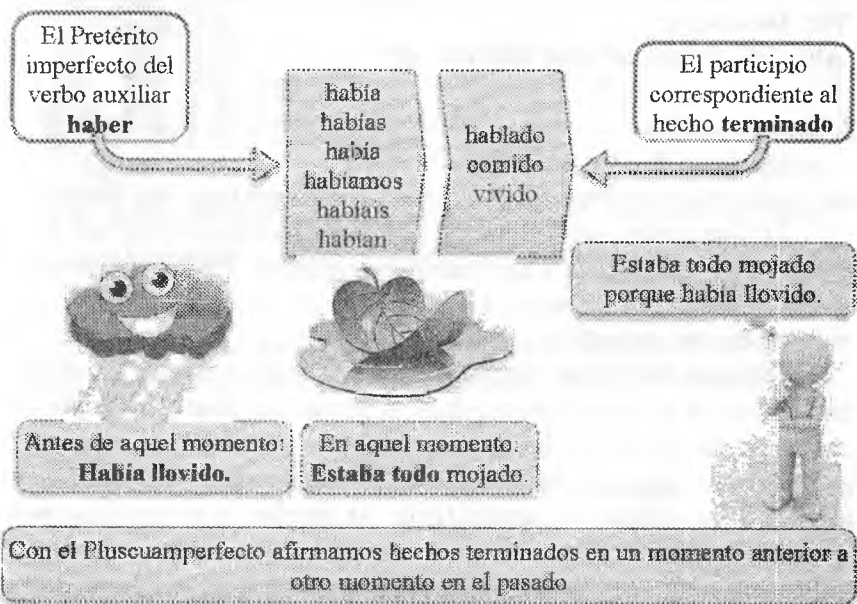 El Pretérito
imperfecto del
verbo auxiliar
haber
había
habías
había
habíamos
habíais
habían
hablado
comido
vivido
El participio
correspondiente al
hecho terminado
Estaba todo mojado
porque había llovido.
Antes de aquel momento:
Había llovido.
En aquel momento:
Estaba todo mojado.
Con el Pluscuamperfecto afirmamos hechos terminados en un momento anterior a
otro momento en el pasado